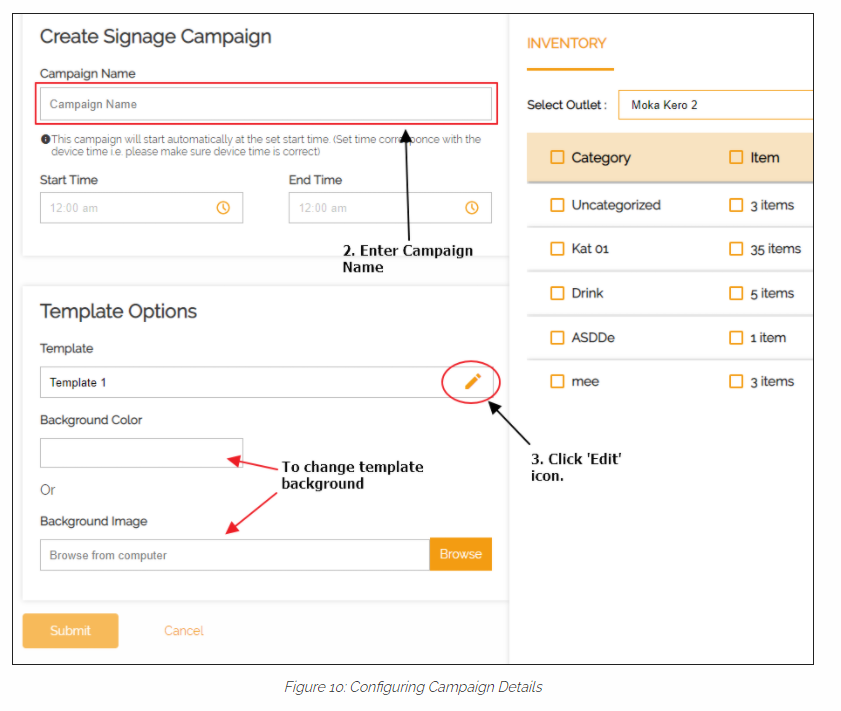 Create Signage Campaign
Campaign Name
Campaign Name
This campaign will start automatically at the set start time. (Set time corresponce with the
device time i.e. please make sure device time is correct)
Start Time
End Time
12:00 am
12:00 am
2. Enter Campaign
Name
Template Options
Template
Template 1
Background Color
3. Click 'Edit'
icon.
To change template
background
Or
Background Image
Browse from computer
Browse
Submit
Cancel
INVENTORY
Select Outlet :
Moka Kero 2
Category
Item
Uncategorized
3 items
Kat 01
35 items
Drink
5 items
ASDDe
1 item
mee
3 items
Figure 10: Configuring Campaign Details